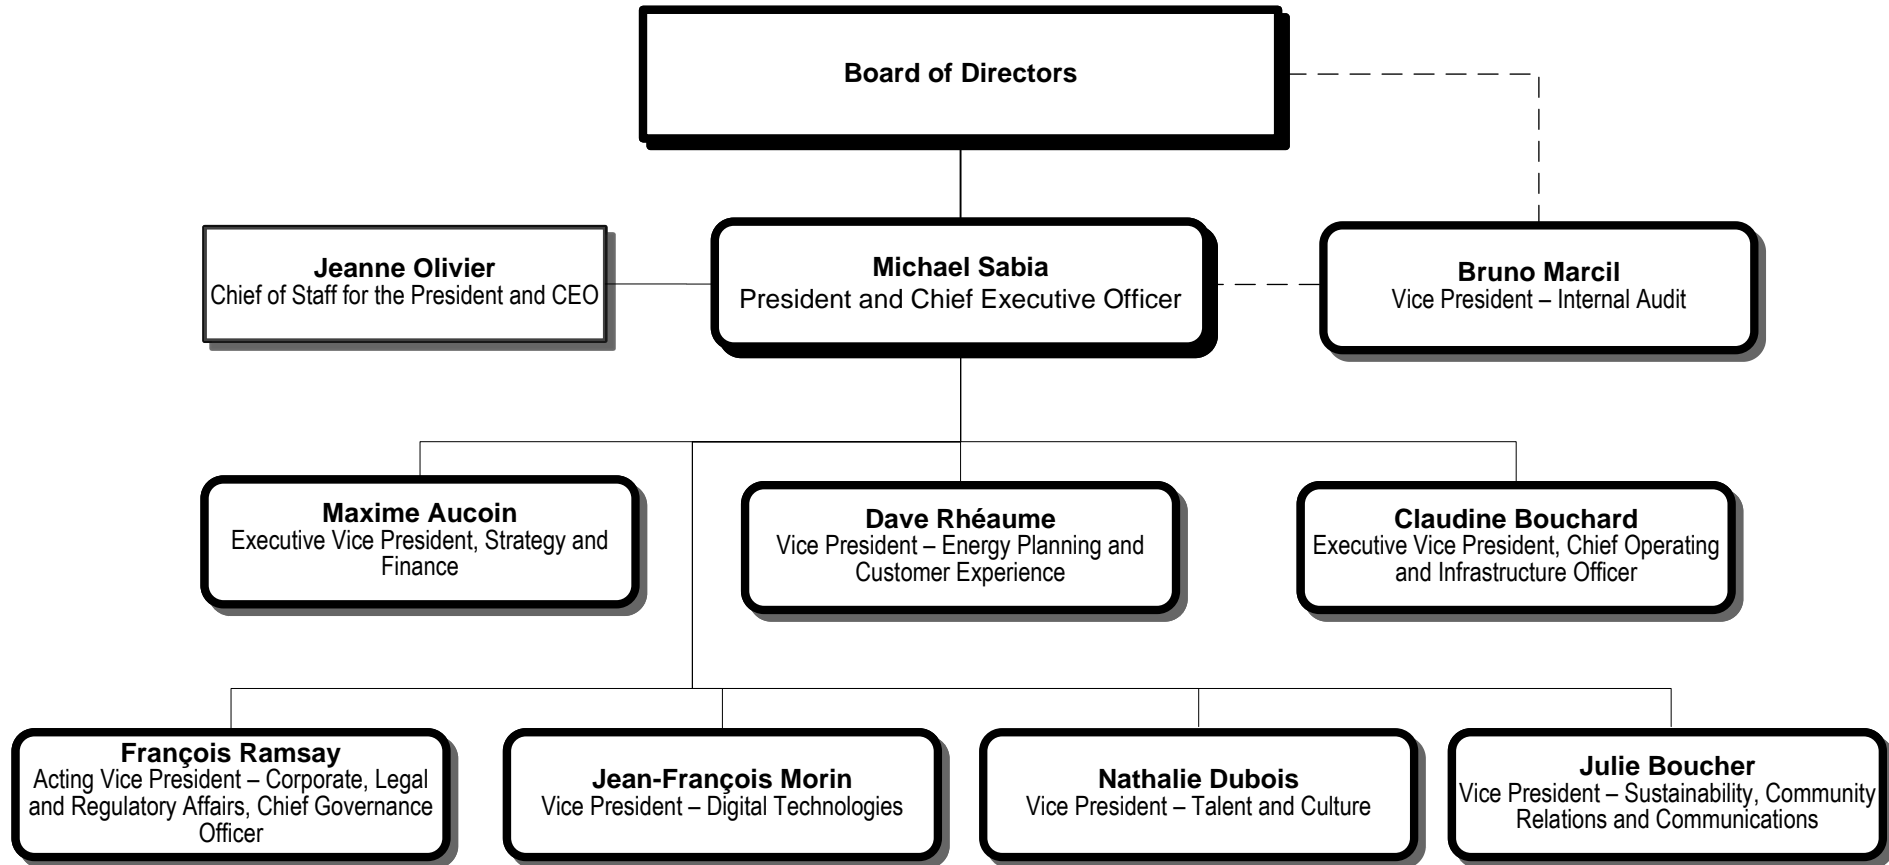 Board of Directors
Jeanne Olivier
Chief of Staff for the President and CEO
Michael Sabia
President and Chief Executive Officer
Bruno Marcil
Vice President – Internal Audit
Maxime Aucoin
Executive Vice President, Strategy and
Finance
Dave Rhéaume
Vice President – Energy Planning and
Customer Experience
Claudine Bouchard
Executive Vice President, Chief Operating
and Infrastructure Officer
François Ramsay
Acting Vice President – Corporate, Legal
and Regulatory Affairs, Chief Governance
Officer
Jean-François Morin
Vice President – Digital Technologies
Nathalie Dubois
Vice President – Talent and Culture
Julie Boucher
Vice President – Sustainability, Community
Relations and Communications